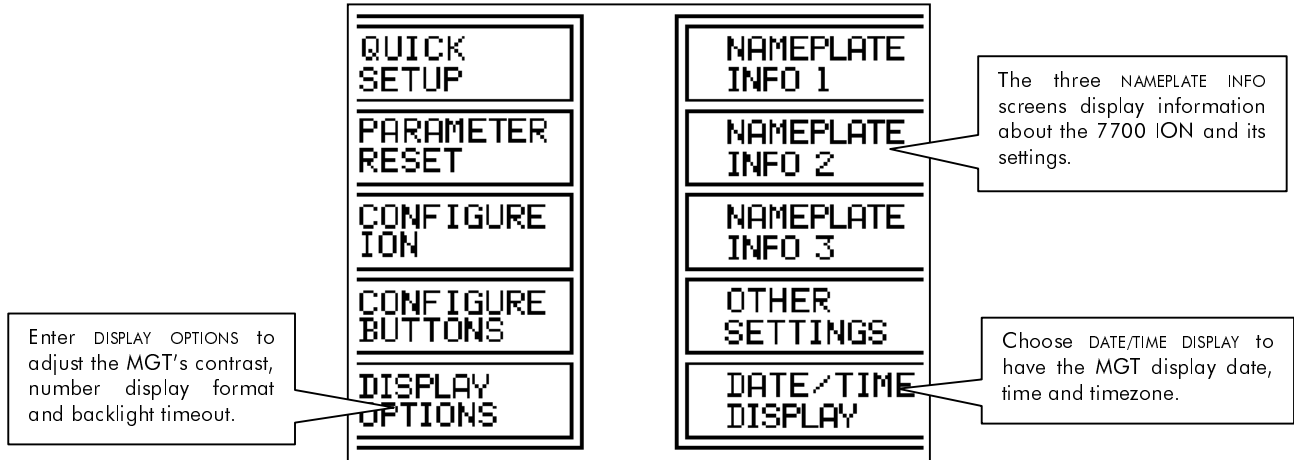 QUICK
SETUP
PARAMETER
RESET
CONFIGURE
ION
CONFIGURE
BUTTONS
DISPLAY
OPTIONS
NAMEPLATE
INFO 1
NAMEPLATE
INFO 2
NAMEPLATE
INFO 3
OTHER
SETTINGS
DATE/TIME
DISPLAY
The three NAMEPLATE INFO
screens display information
about the 7700 ION and its
settings.
Enter DISPLAY OPTIONS to
adjust the MGT's contrast,
number display format
and backlight timeout.
Choose DATE/TIME DISPLAY to
have the MGT display date,
time and timezone.